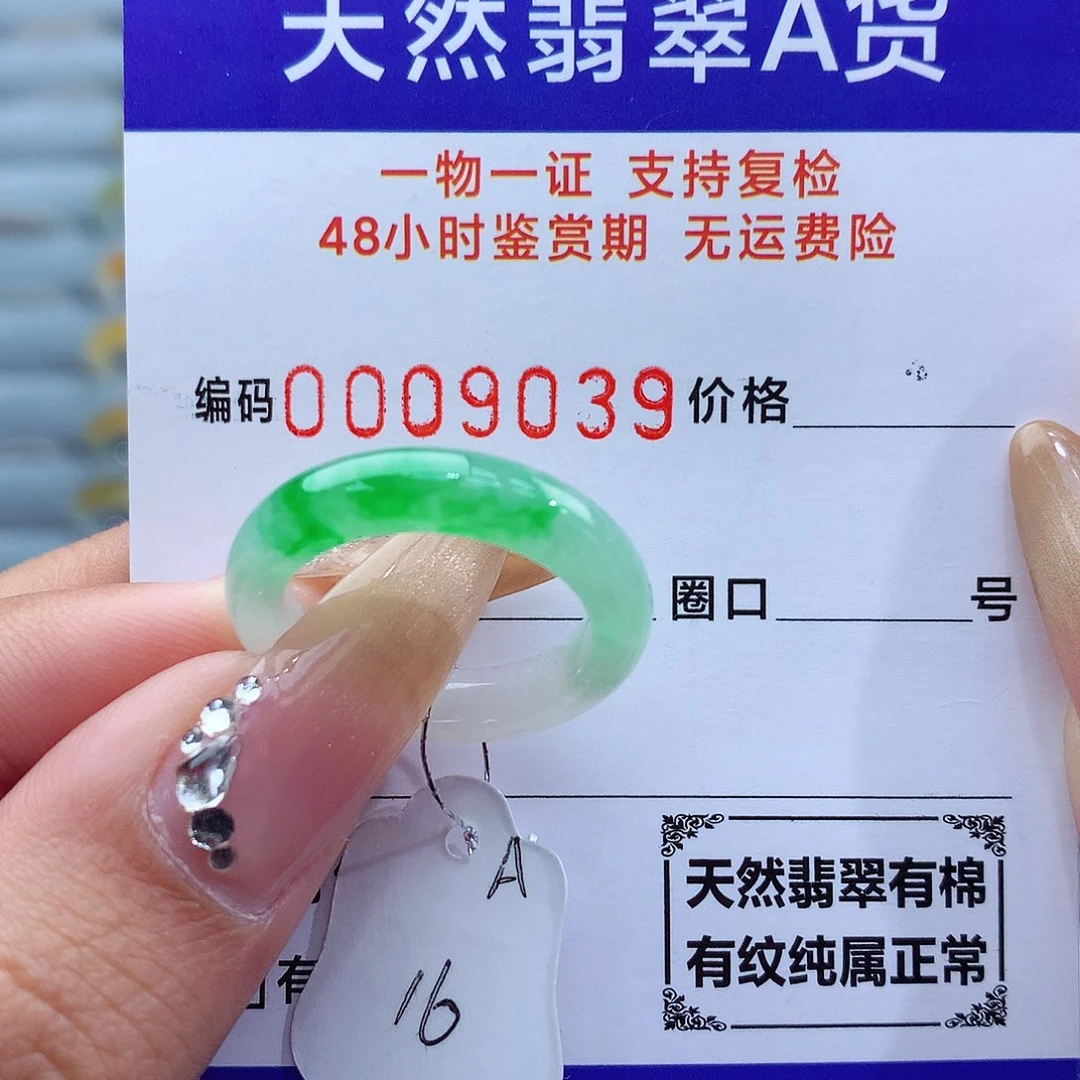 天然翡翠A货
一物一证 支持复检
48小时鉴赏期 无运费险
编码0009039价格
圈口 号
天然翡翠有棉
有纹纯属正常
A
有
16